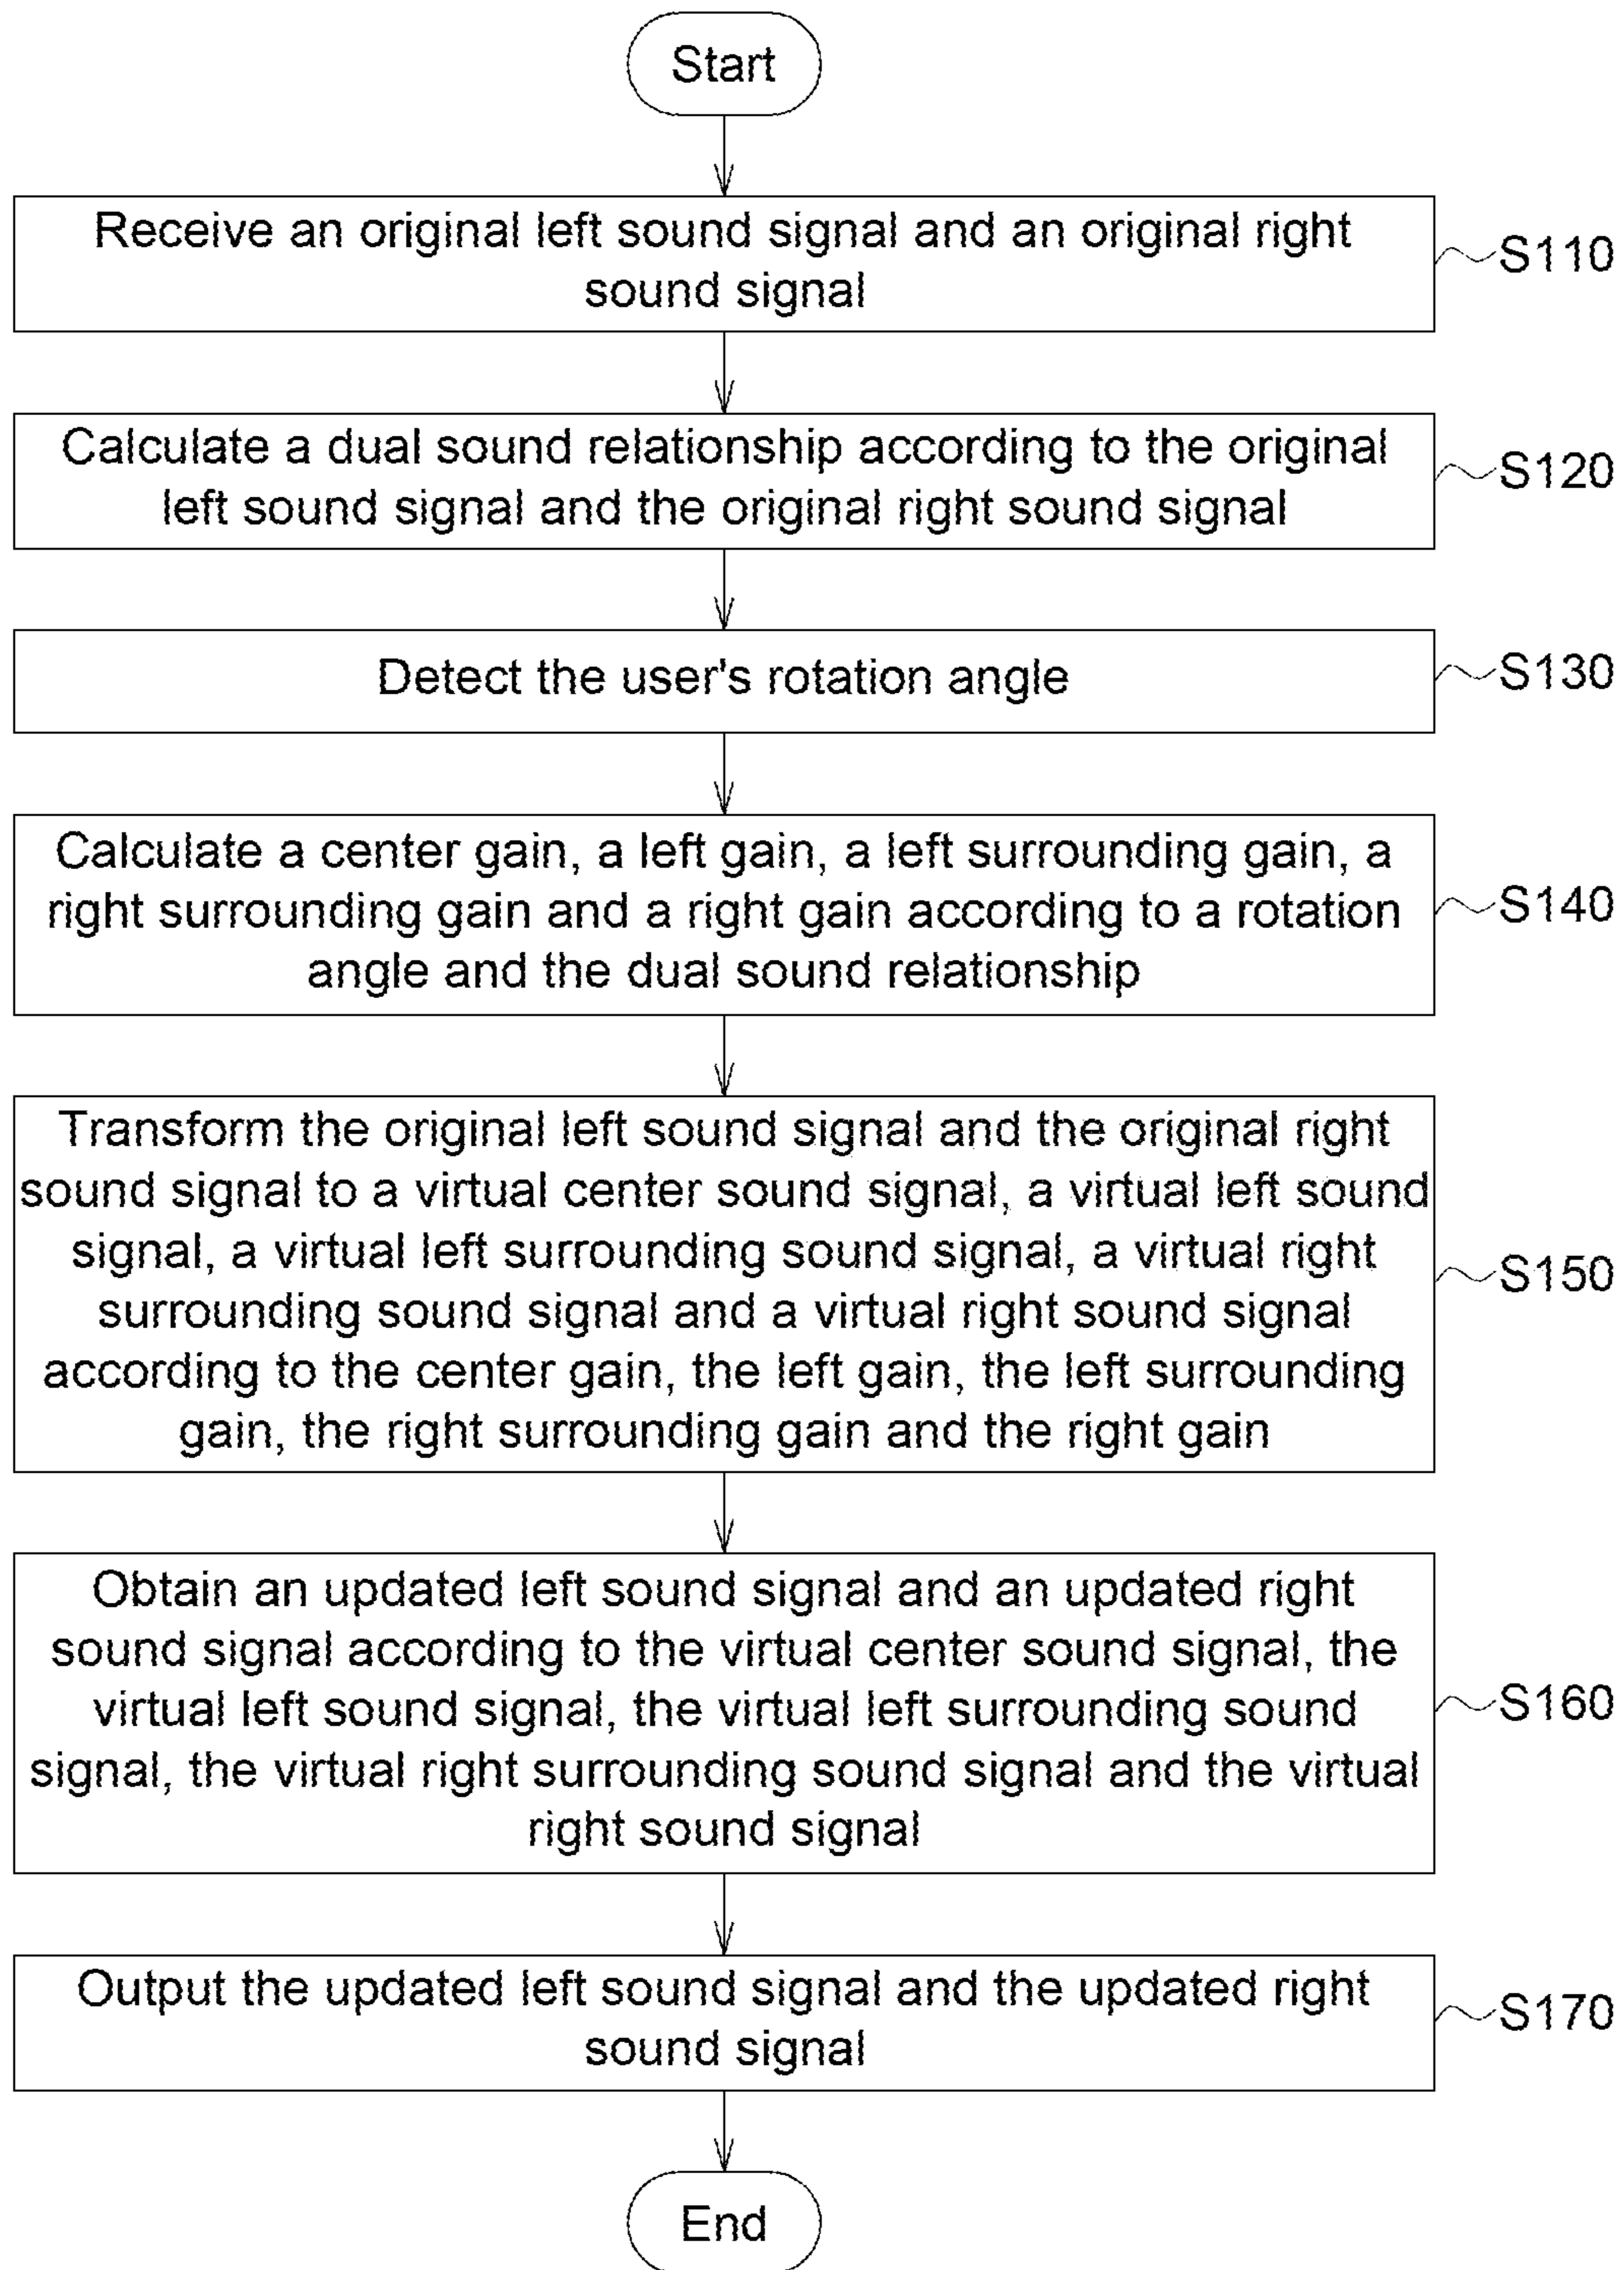 Start
Receive an original left sound signal and an original right
sound signal
S110
Calculate a dual sound relationship according to the original
left sound signal and the original right sound signal
S120
Detect the user's rotation angle
S130
Calculate a center gain, a left gain, a left surrounding gain, a
right surrounding gain and a right gain according to a rotation
angle and the dual sound relationship
S140
Transform the original left sound signal and the original right
sound signal to a virtual center sound signal, a virtual left sound
signal, a virtual left surrounding sound signal, a virtual right
surrounding sound signal and a virtual right sound signal
according to the center gain, the left gain, the left surrounding
gain, the right surrounding gain and the right gain
S150
Obtain an updated left sound signal and an updated right
sound signal according to the virtual center sound signal, the
virtual left sound signal, the virtual left surrounding sound
signal, the virtual right surrounding sound signal and the virtual
right sound signal
S160
Output the updated left sound signal and the updated right
sound signal
S170
End